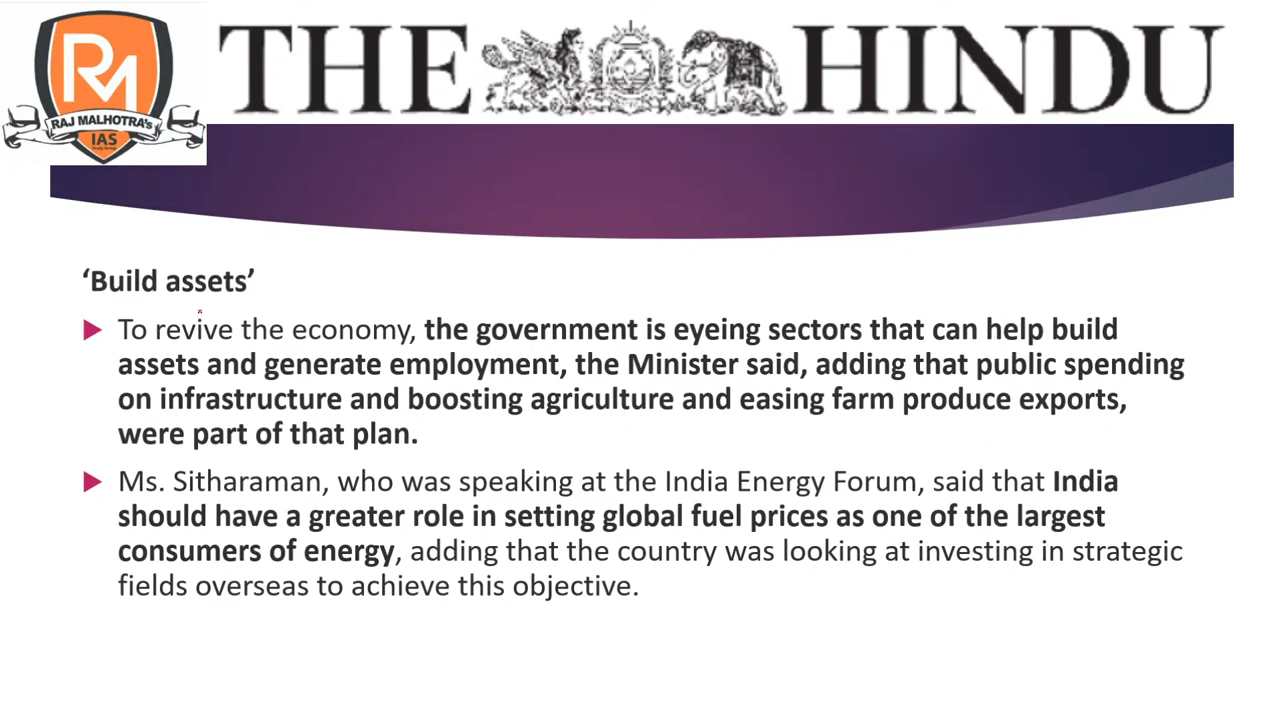 THE HINDU
RM
RAJ MALHOTRA's
IAS
Study Group
‘Build assets’
To revive the economy, the government is eyeing sectors that can help build
assets and generate employment, the Minister said, adding that public spending
on infrastructure and boosting agriculture and easing farm produce exports,
were part of that plan.
Ms. Sitharaman, who was speaking at the India Energy Forum, said that India
should have a greater role in setting global fuel prices as one of the largest
consumers of energy, adding that the country was looking at investing in strategic
fields overseas to achieve this objective.